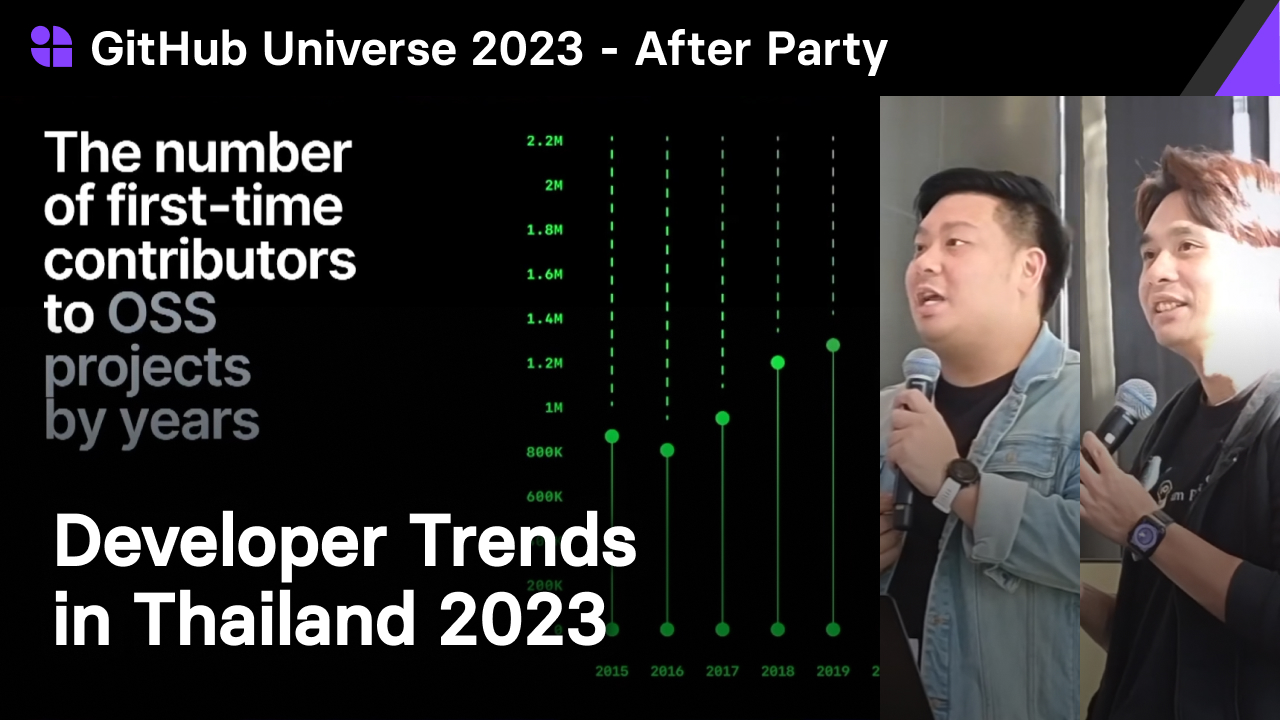 GitHub Universe 2023 - After Party
The number
of first-time
contributors
to OSS
projects
by years
2.2M
2M
1.8M
1.6M
1.4M
1.2M
1M
800K
600K
200K
Developer Trends
in Thailand 2023
2015 2016 2017 2018 2019